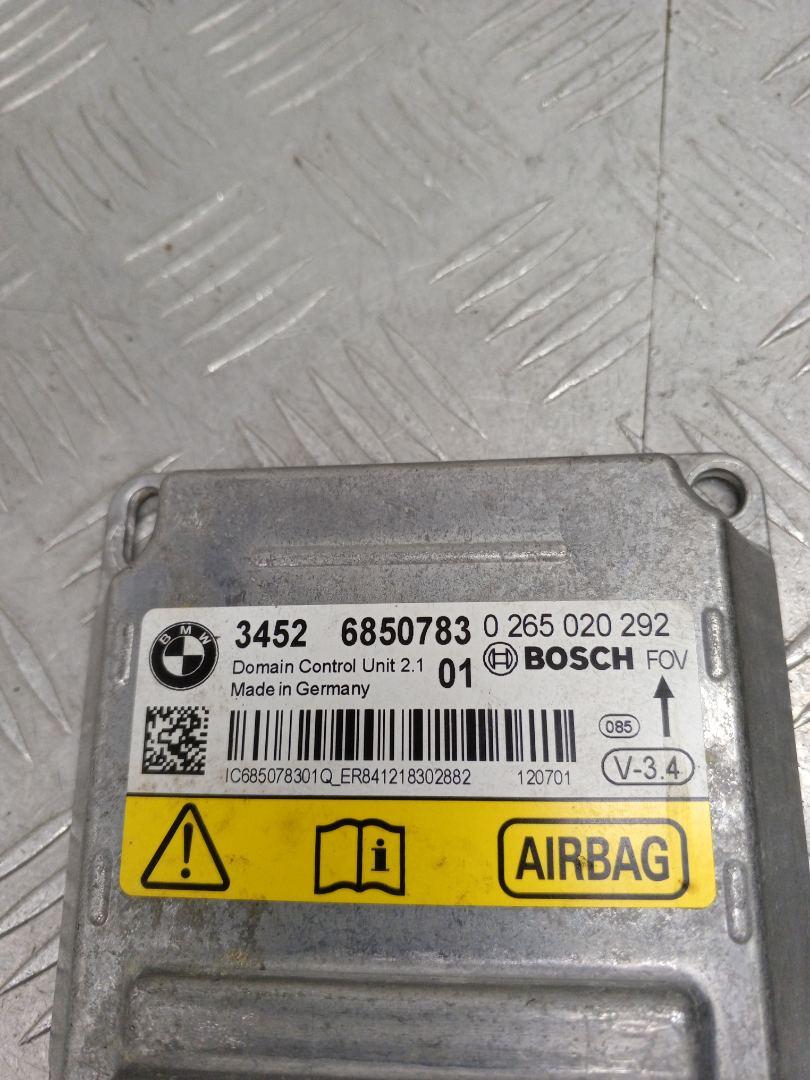 BMW
3452 6850783 0 265 020 292
Domain Control Unit 2.1 01 BOSCH FOV
Made in Germany
085
IC685078301Q_ER841218302882 120701 V-3.4
i AIRBAG